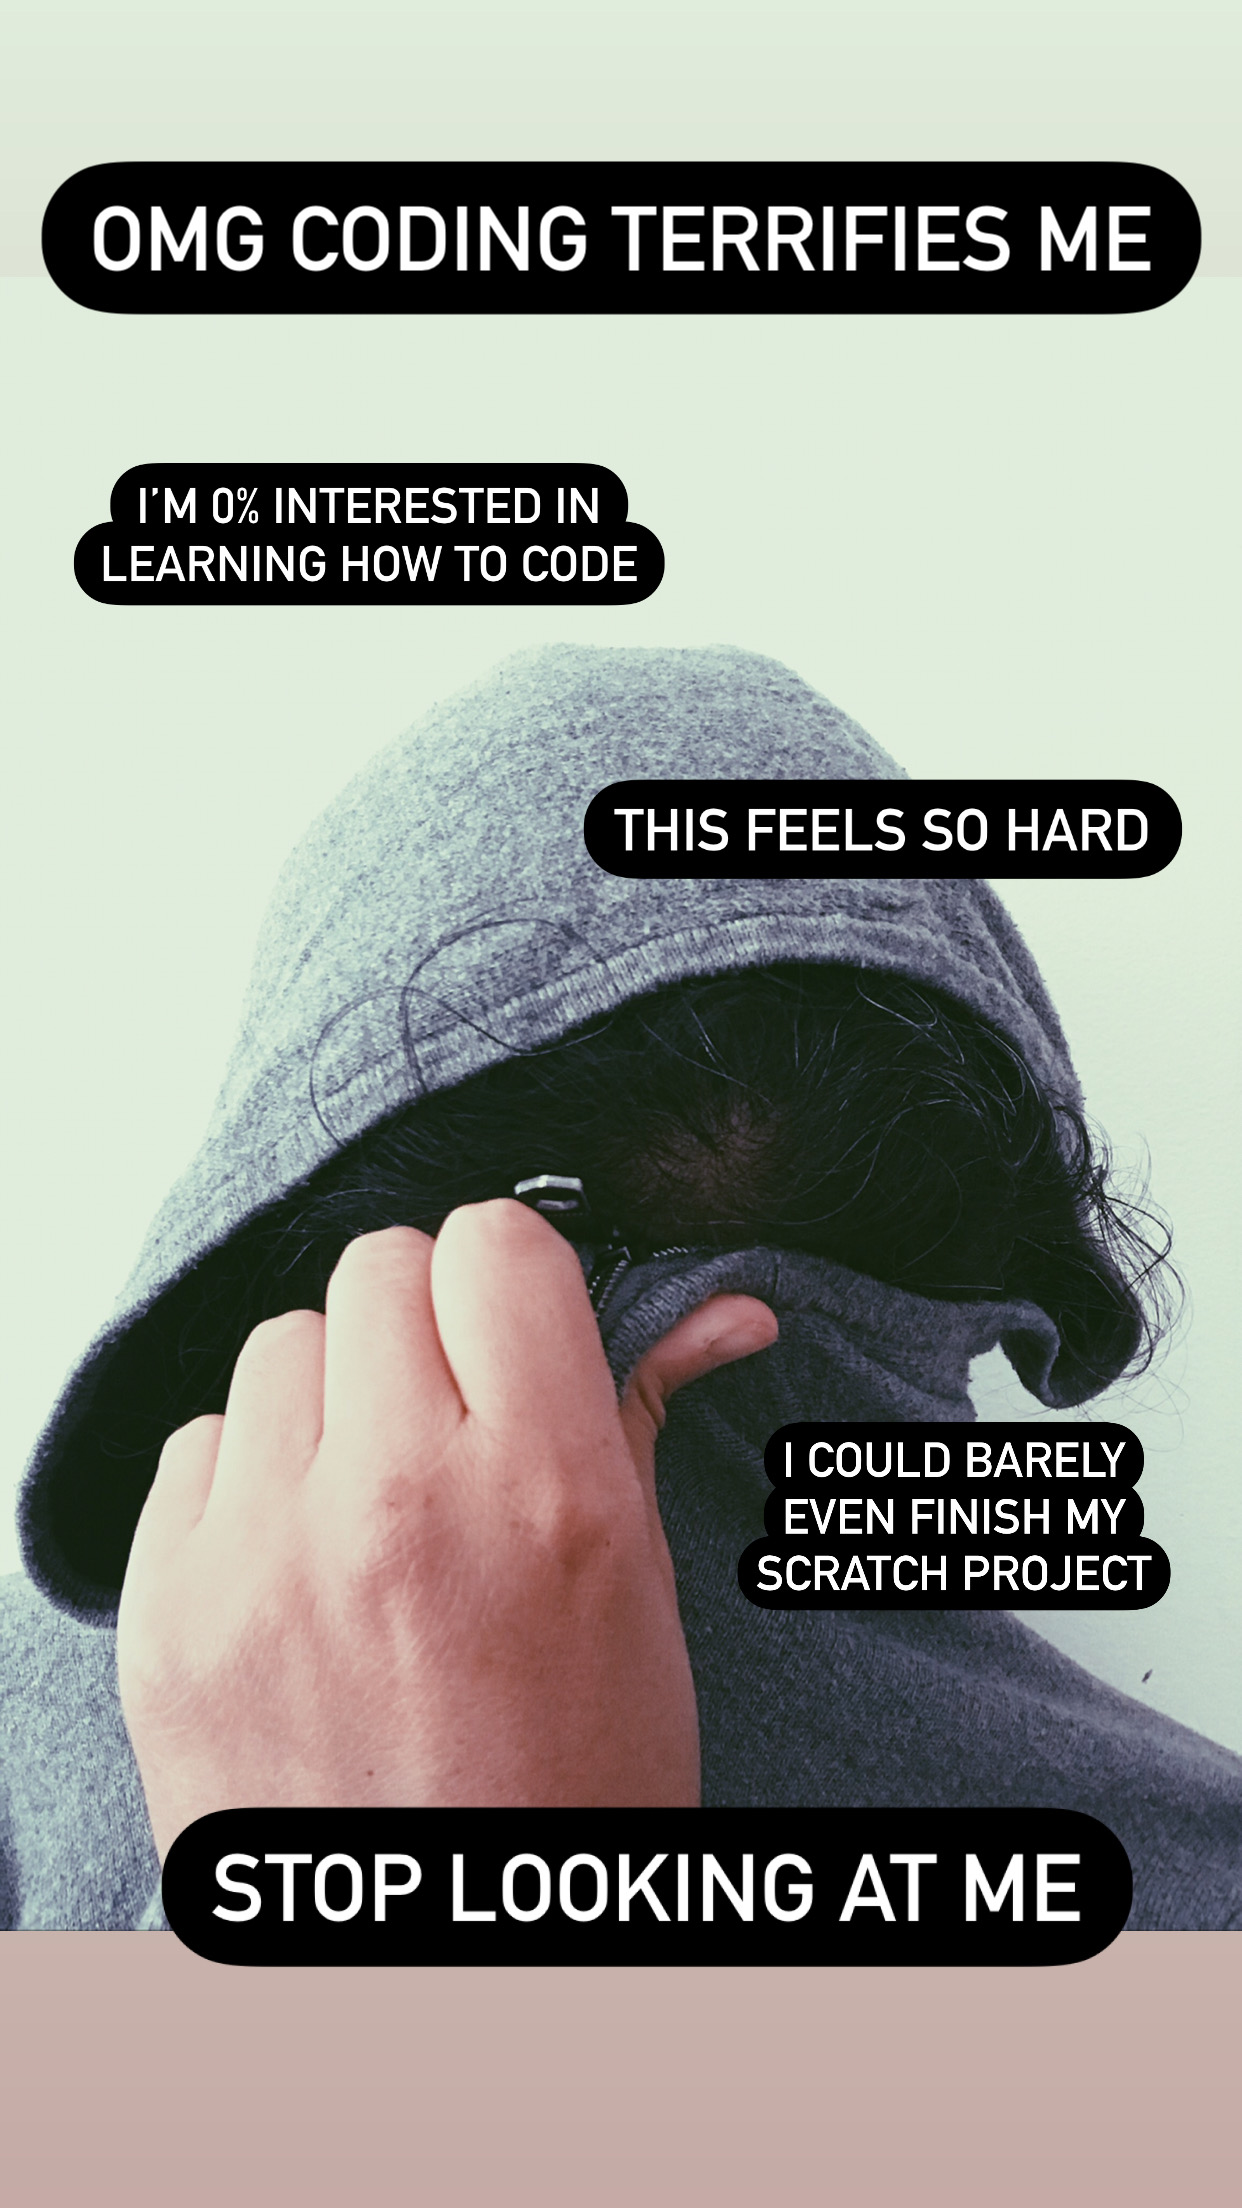 OMG CODING TERRIFIES ME
I'M 0% INTERESTED IN
LEARNING HOW TO CODE
THIS FEELS SO HARD
I COULD BARELY
EVEN FINISH MY
SCRATCH PROJECT
STOP LOOKING AT ME